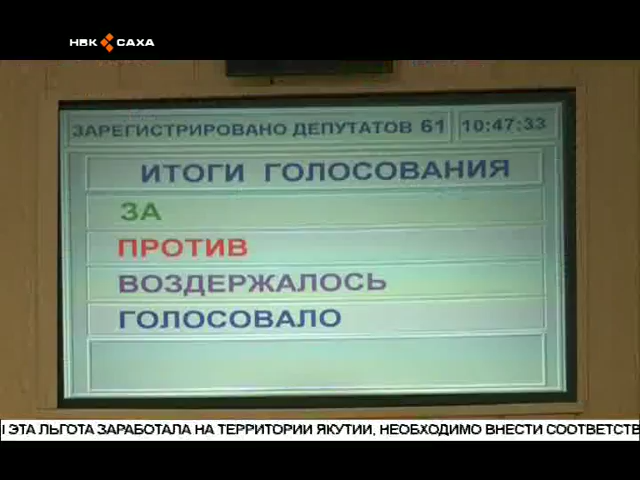 НВК САХА
ЗАРЕГИСТРИРОВАНО ДЕПУТАТОВ 61 10:47:33
ИТОГИ ГОЛОСОВАНИЯ
ЗА
ПРОТИВ
ВОЗДЕРЖАЛОСЬ
ГОЛОСОВАЛО
ЭТА ЛЬГОТА ЗАРАБОТАЛА НА ТЕРРИТОРИИ ЯКУТИИ, НЕОБХОДИМО ВНЕСТИ СООТВЕТСТВ